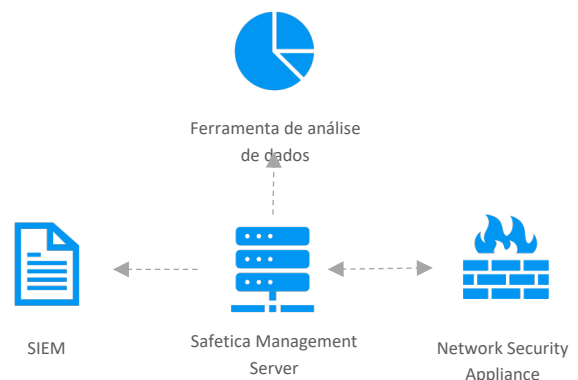 Ferramenta de análise
de dados
SIEM
Safetica Management
Server
Network Security
Appliance